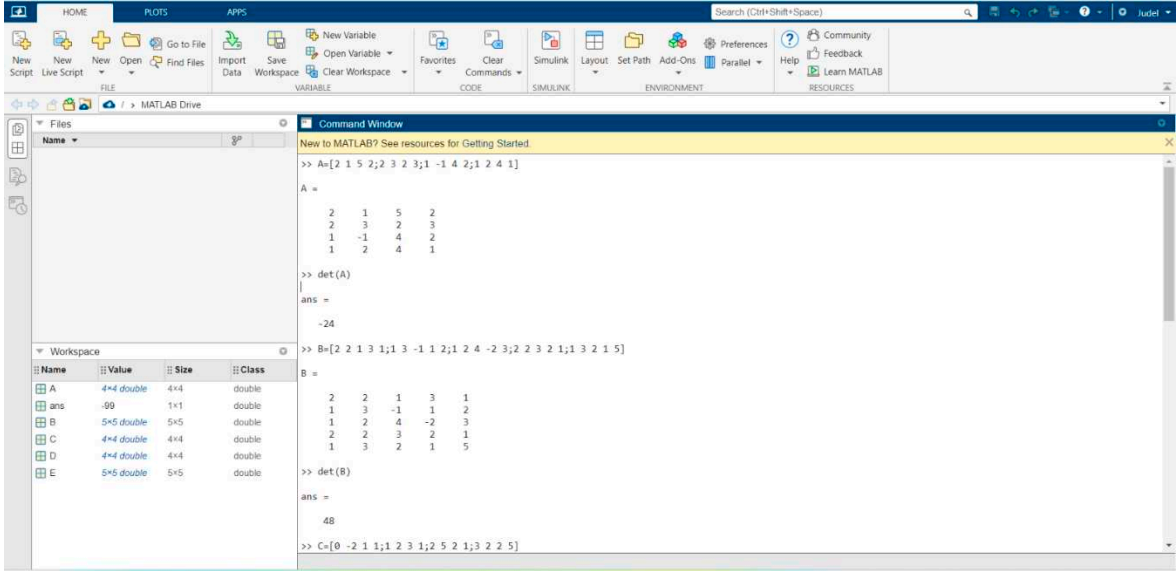 HOME PLOTS APPS Search (Ctrl+Shift+Space) Judel
New Script
New Live Script
New
Open
Go to File
Find Files
FILE
Import Data
Save Workspace
New Variable
Open Variable
Clear Workspace
VARIABLE
Favorites
Clear Commands
CODE
Simulink
SIMULINK
Layout
Set Path
Add-Ons
Preferences
Parallel
ENVIRONMENT
Help
Community
Feedback
Learn MATLAB
RESOURCES
/ > MATLAB Drive
Files
Name
Workspace
Name Value Size Class
A 4×4 double 4×4 double
ans -99 1×1 double
B 5×5 double 5×5 double
C 4×4 double 4×4 double
D 4×4 double 4×4 double
E 5×5 double 5×5 double
Command Window
New to MATLAB? See resources for Getting Started.
>> A=[2 1 5 2;2 3 2 3;1 -1 4 2;1 2 4 1]
A =
2 1 5 2
2 3 2 3
1 -1 4 2
1 2 4 1
>> det(A)
ans =
-24
>> B=[2 2 1 3 1;1 3 -1 1 2;1 2 4 -2 3;2 2 3 2 1;1 3 2 1 5]
B =
2 2 1 3 1
1 3 -1 1 2
1 2 4 -2 3
2 2 3 2 1
1 3 2 1 5
>> det(B)
ans =
48
>> C=[0 -2 1 1;1 2 3 1;2 5 2 1;3 2 2 5]